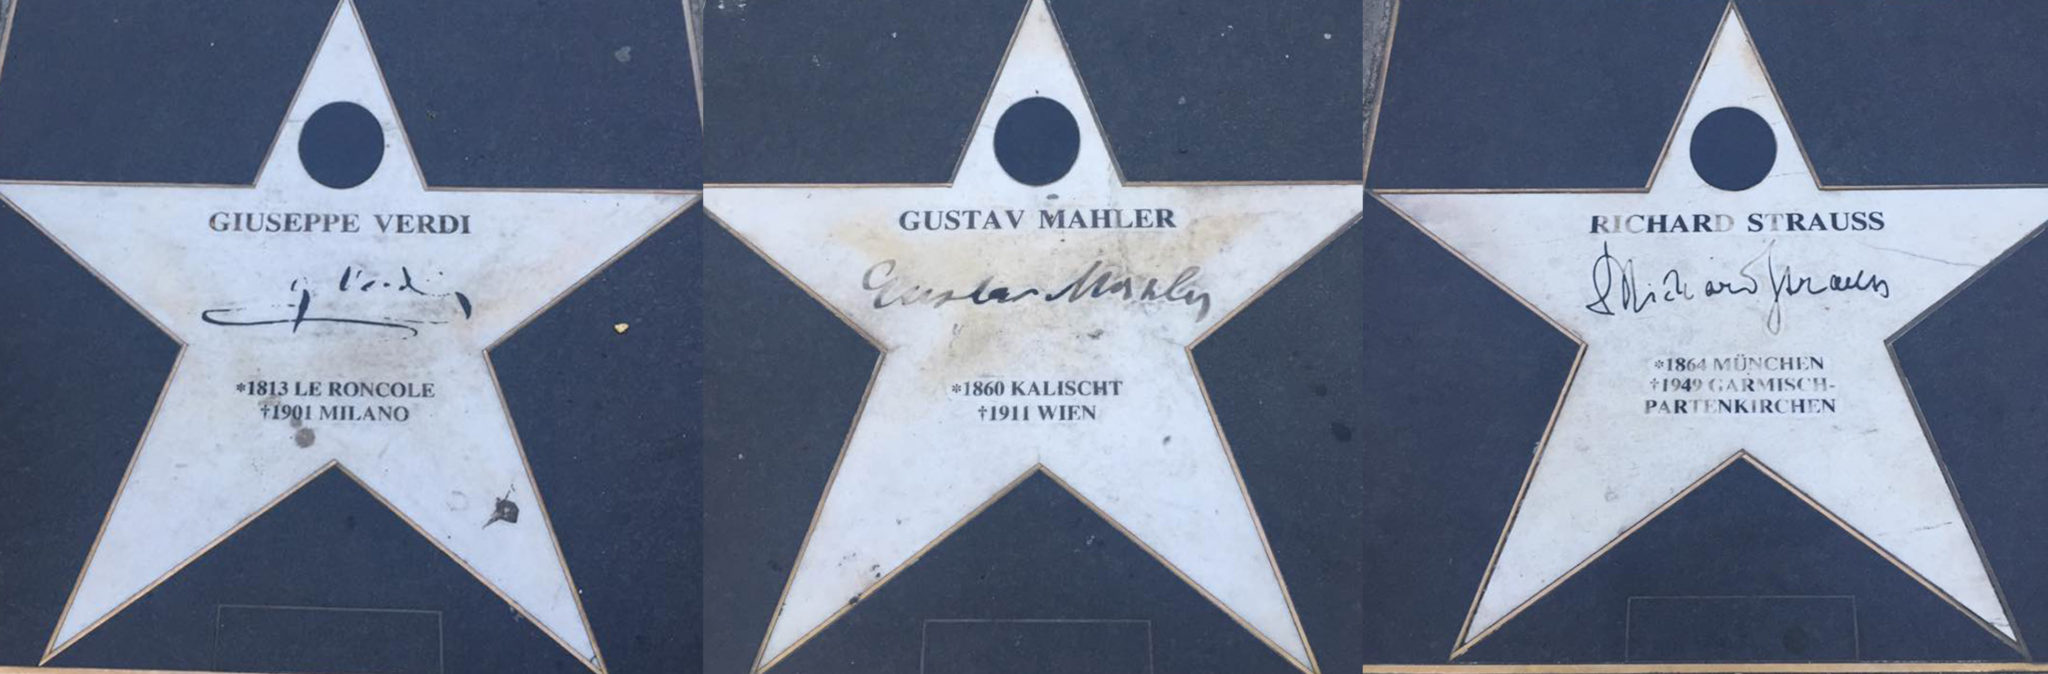 GIUSEPPE VERDI
G. Verdi
*1813 LE RONCOLE
†1901 MILANO
GUSTAV MAHLER
Gustav Mahler
*1860 KALISCHT
†1911 WIEN
RICHARD STRAUSS
Richard Strauss
*1864 MÜNCHEN
†1949 GARMISCH-
PARTENKIRCHEN